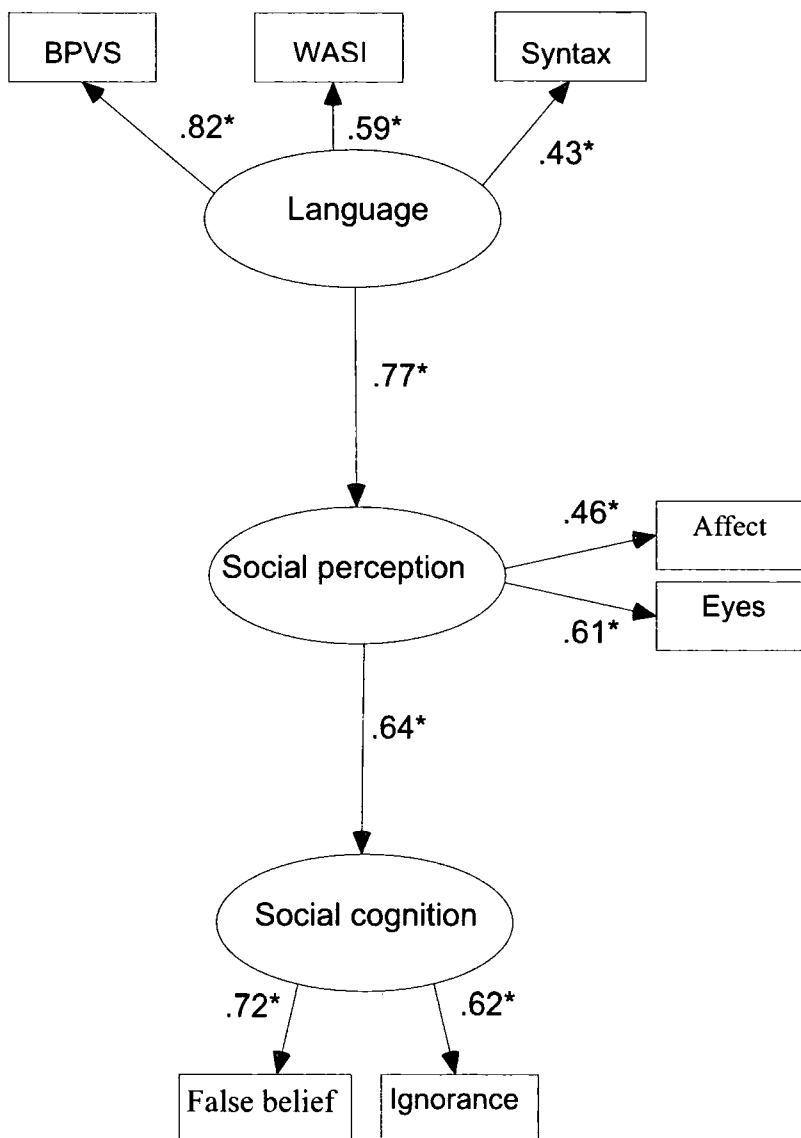 BPVS
WASI
Syntax
.82*
.59*
.43*
Language
.77*
Social perception
.46*
Affect
.61*
Eyes
.64*
Social cognition
.72*
.62*
False belief
Ignorance